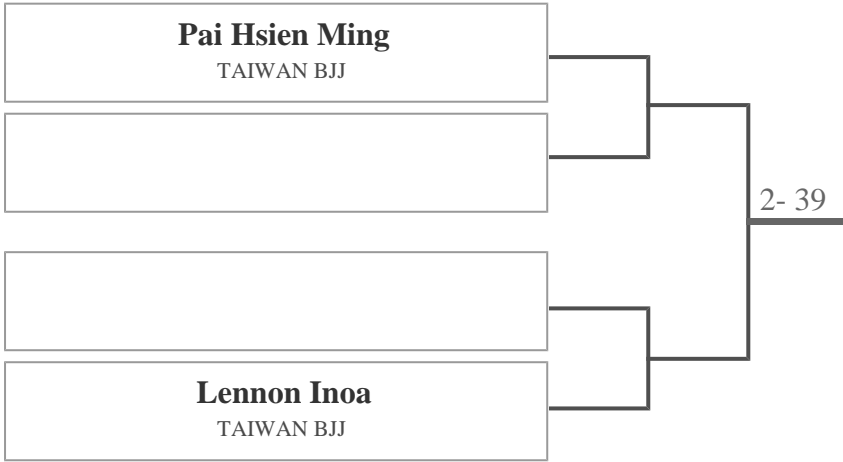 Pai Hsien Ming
TAIWAN BJJ
2- 39
Lennon Inoa
TAIWAN BJJ